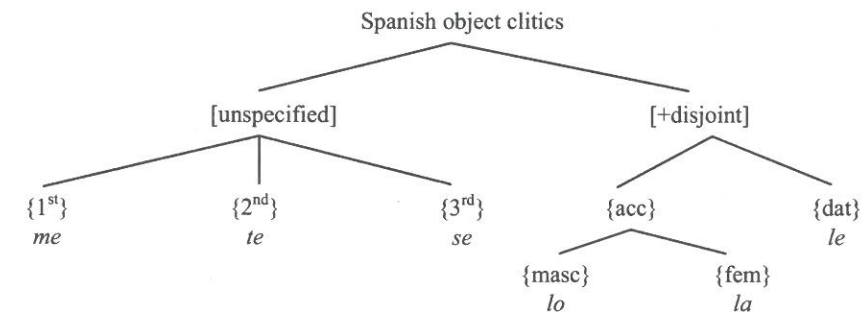 Spanish object clitics
[unspecified] [+disjoint]
{1st} {2nd} {3rd} {acc} {dat}
me te se le
{masc} {fem}
lo la